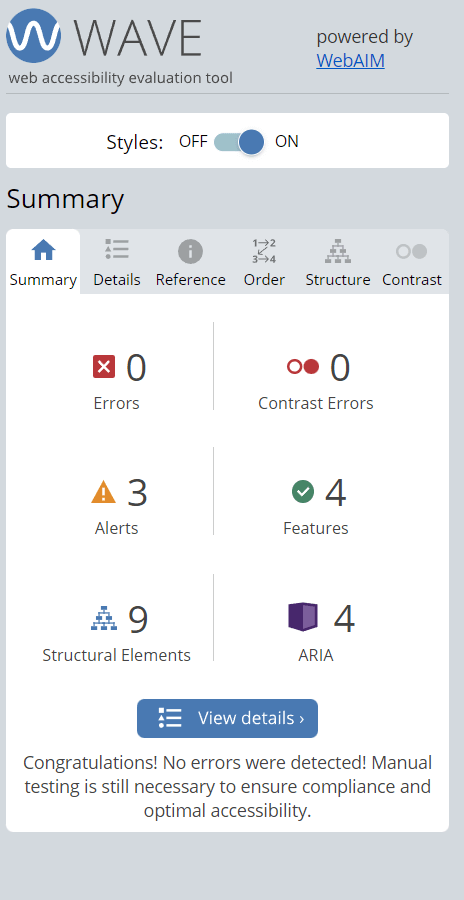 WAVE
web accessibility evaluation tool
powered by
WebAIM
Styles: OFF ON
Summary
Summary Details Reference Order Structure Contrast
1→2
3→4
0
Errors
0
Contrast Errors
3
Alerts
4
Features
9
Structural Elements
4
ARIA
View details ›
Congratulations! No errors were detected! Manual
testing is still necessary to ensure compliance and
optimal accessibility.